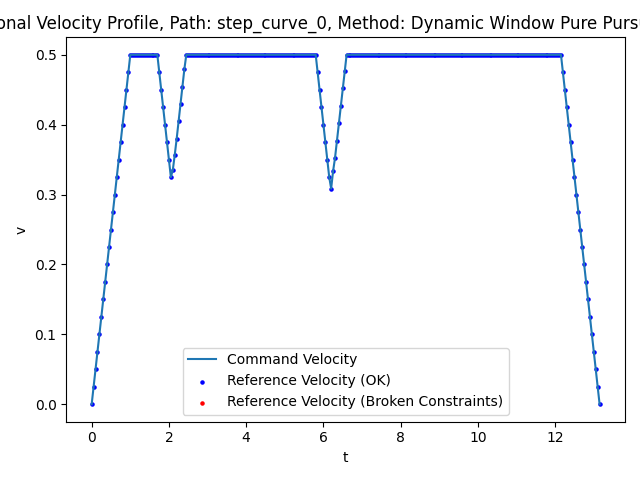 onal Velocity Profile, Path: step_curve_0, Method: Dynamic Window Pure Pursu
0.5
0.4
0.3
0.2
0.1
0.0
v
Command Velocity
Reference Velocity (OK)
Reference Velocity (Broken Constraints)
0 2 4 6 8 10 12
t